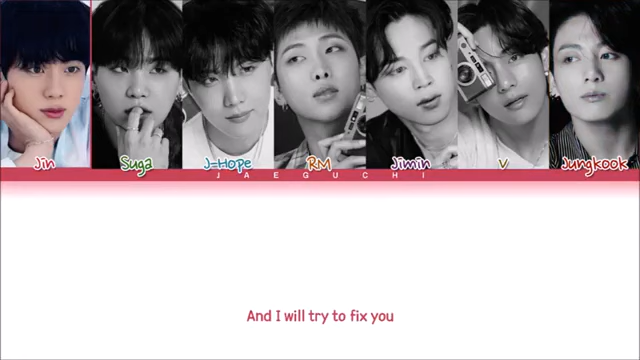 Jin Suga J-Hope RM Jimin V Jungkook
JAEGUCHI
And I will try to fix you